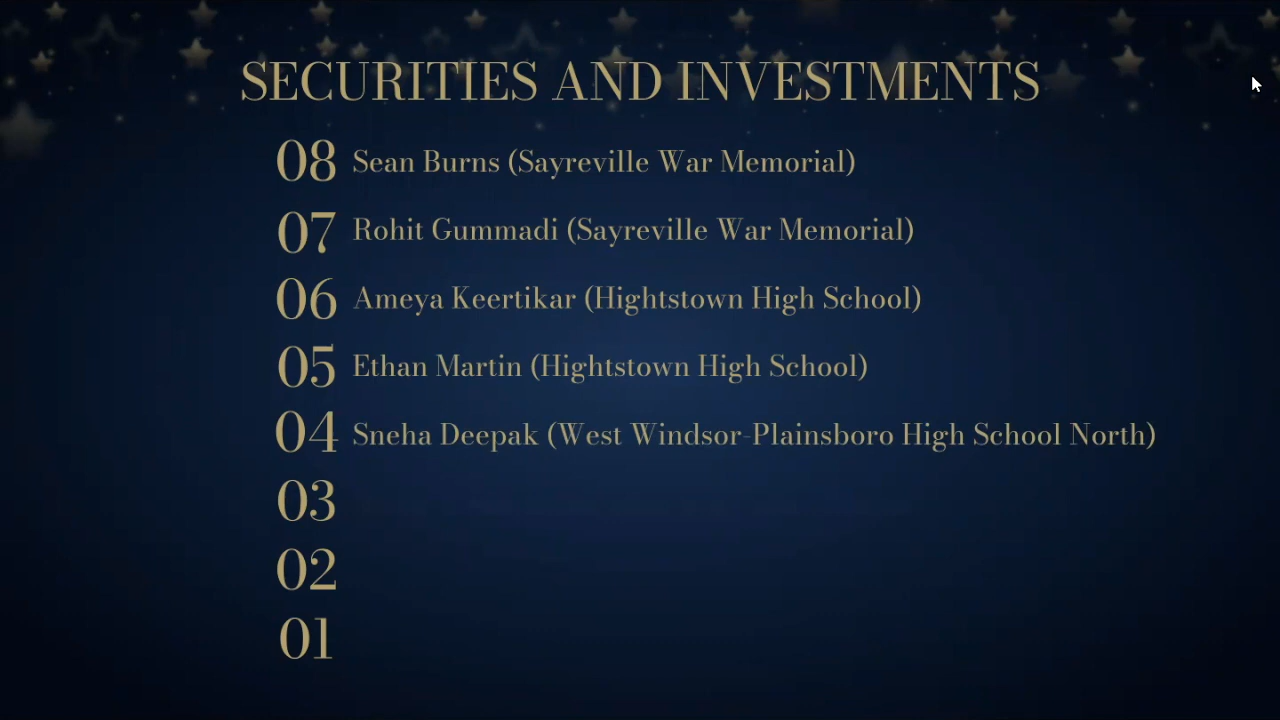 SECURITIES AND INVESTMENTS
08 Sean Burns (Sayreville War Memorial)
07 Rohit Gummadi (Sayreville War Memorial)
06 Ameya Keertikar (Hightstown High School)
05 Ethan Martin (Hightstown High School)
04 Sneha Deepak (West Windsor-Plainsboro High School North)
03
02
01